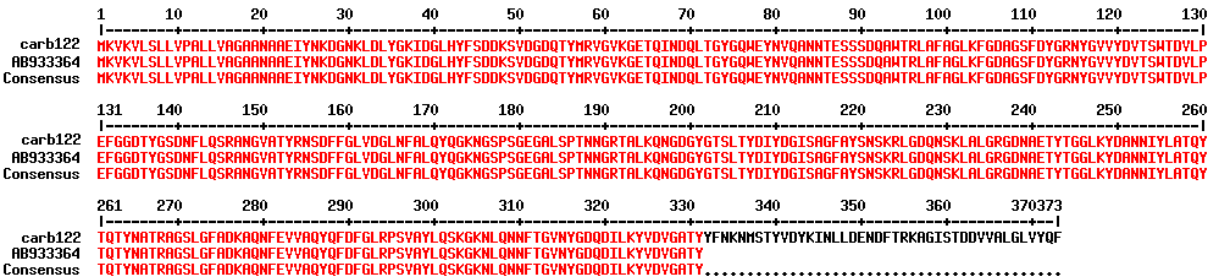 1 10 20 30 40 50 60 70 80 90 100 110 120 130
|--------+---------+---------+---------+---------+---------+---------+---------+---------+---------+---------+---------+---------|
carb122 MKVKVLSLLVPALLVAGAANAAEIYNKDGNKLDLYGKIDGLHYFSDDKSVDGDQTYMRVGVKGETQINDQLTGYGQWEYNVQANNTESSSDQAWTRLAFAGLKFGDAGSFDYGRNYGVVYDVTSWTDVLP
AB933364 MKVKVLSLLVPALLVAGAANAAEIYNKDGNKLDLYGKIDGLHYFSDDKSVDGDQTYMRVGVKGETQINDQLTGYGQWEYNVQANNTESSSDQAWTRLAFAGLKFGDAGSFDYGRNYGVVYDVTSWTDVLP
Consensus MKVKVLSLLVPALLVAGAANAAEIYNKDGNKLDLYGKIDGLHYFSDDKSVDGDQTYMRVGVKGETQINDQLTGYGQWEYNVQANNTESSSDQAWTRLAFAGLKFGDAGSFDYGRNYGVVYDVTSWTDVLP
131 140 150 160 170 180 190 200 210 220 230 240 250 260
|--------+---------+---------+---------+---------+---------+---------+---------+---------+---------+---------+---------+---------|
carb122 EFGGDTYGSDNFLQSRANGVATYRNSDFFGLVDGLNFALQYQGKNGSPSGEGALSPTNNGRTALKQNGDGYGTSLTYDIYDGISAGFAYSNSKRLGDQNSKLALGRGDNAETYTGGLKYDANNIYLATQY
AB933364 EFGGDTYGSDNFLQSRANGVATYRNSDFFGLVDGLNFALQYQGKNGSPSGEGALSPTNNGRTALKQNGDGYGTSLTYDIYDGISAGFAYSNSKRLGDQNSKLALGRGDNAETYTGGLKYDANNIYLATQY
Consensus EFGGDTYGSDNFLQSRANGVATYRNSDFFGLVDGLNFALQYQGKNGSPSGEGALSPTNNGRTALKQNGDGYGTSLTYDIYDGISAGFAYSNSKRLGDQNSKLALGRGDNAETYTGGLKYDANNIYLATQY
261 270 280 290 300 310 320 330 340 350 360 370373
|--------+---------+---------+---------+---------+---------+---------+---------+---------+---------+---------+--|
carb122 TQTYNATRAGSLGFADKAQNFEVVAQYQFDFGLRPSVAYLQSKGKNLQNNFTGVNYGDQDILKYVDVGATYYFNKNMSTYVDYKINLLDENDFTRKAGISTDDVVALGLVYQF
AB933364 TQTYNATRAGSLGFADKAQNFEVVAQYQFDFGLRPSVAYLQSKGKNLQNNFTGVNYGDQDILKYVDVGATY
Consensus TQTYNATRAGSLGFADKAQNFEVVAQYQFDFGLRPSVAYLQSKGKNLQNNFTGVNYGDQDILKYVDVGATY..........................................